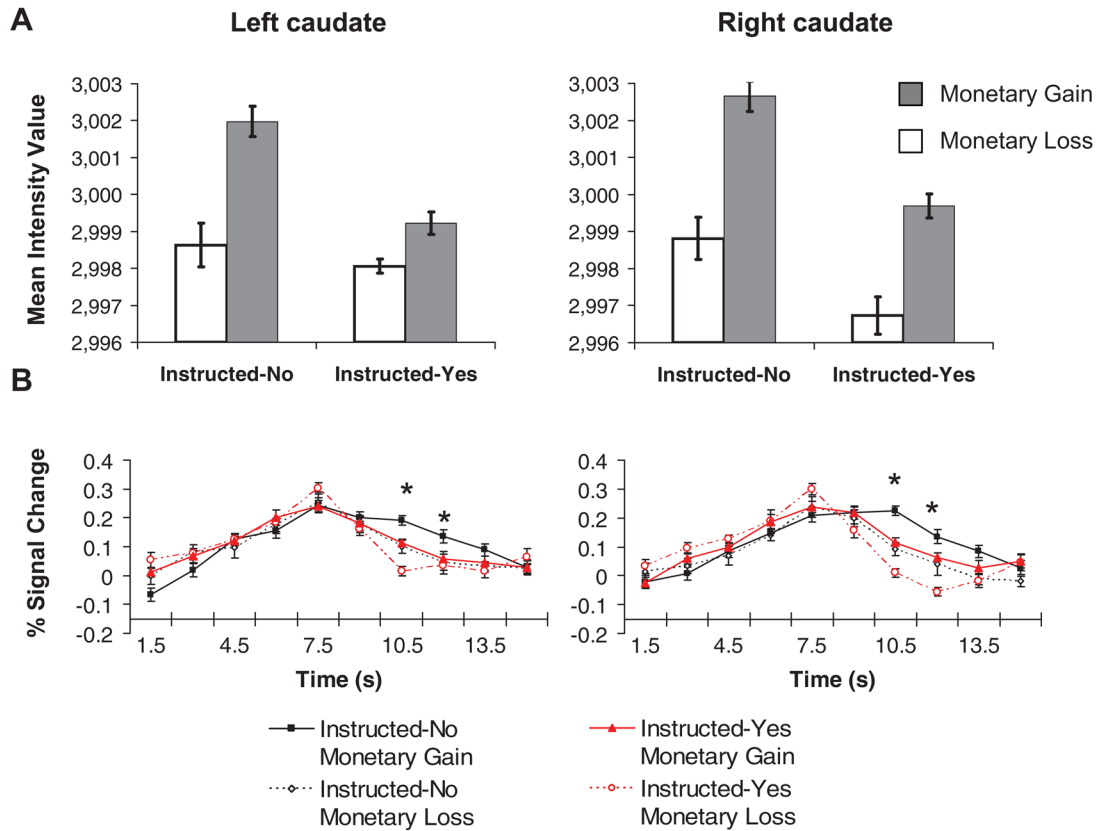 A
Left caudate
Right caudate
Mean Intensity Value
3,003
3,002
3,001
3,000
2,999
2,998
2,997
2,996
Instructed-No
Instructed-Yes
3,003
3,002
3,001
3,000
2,999
2,998
2,997
2,996
Instructed-No
Instructed-Yes
Monetary Gain
Monetary Loss
B
% Signal Change
0.4
0.3
0.2
0.1
0
-0.1
-0.2
* *
1.5 4.5 7.5 10.5 13.5
Time (s)
0.4
0.3
0.2
0.1
0
-0.1
-0.2
* *
1.5 4.5 7.5 10.5 13.5
Time (s)
Instructed-No
Monetary Gain
Instructed-No
Monetary Loss
Instructed-Yes
Monetary Gain
Instructed-Yes
Monetary Loss